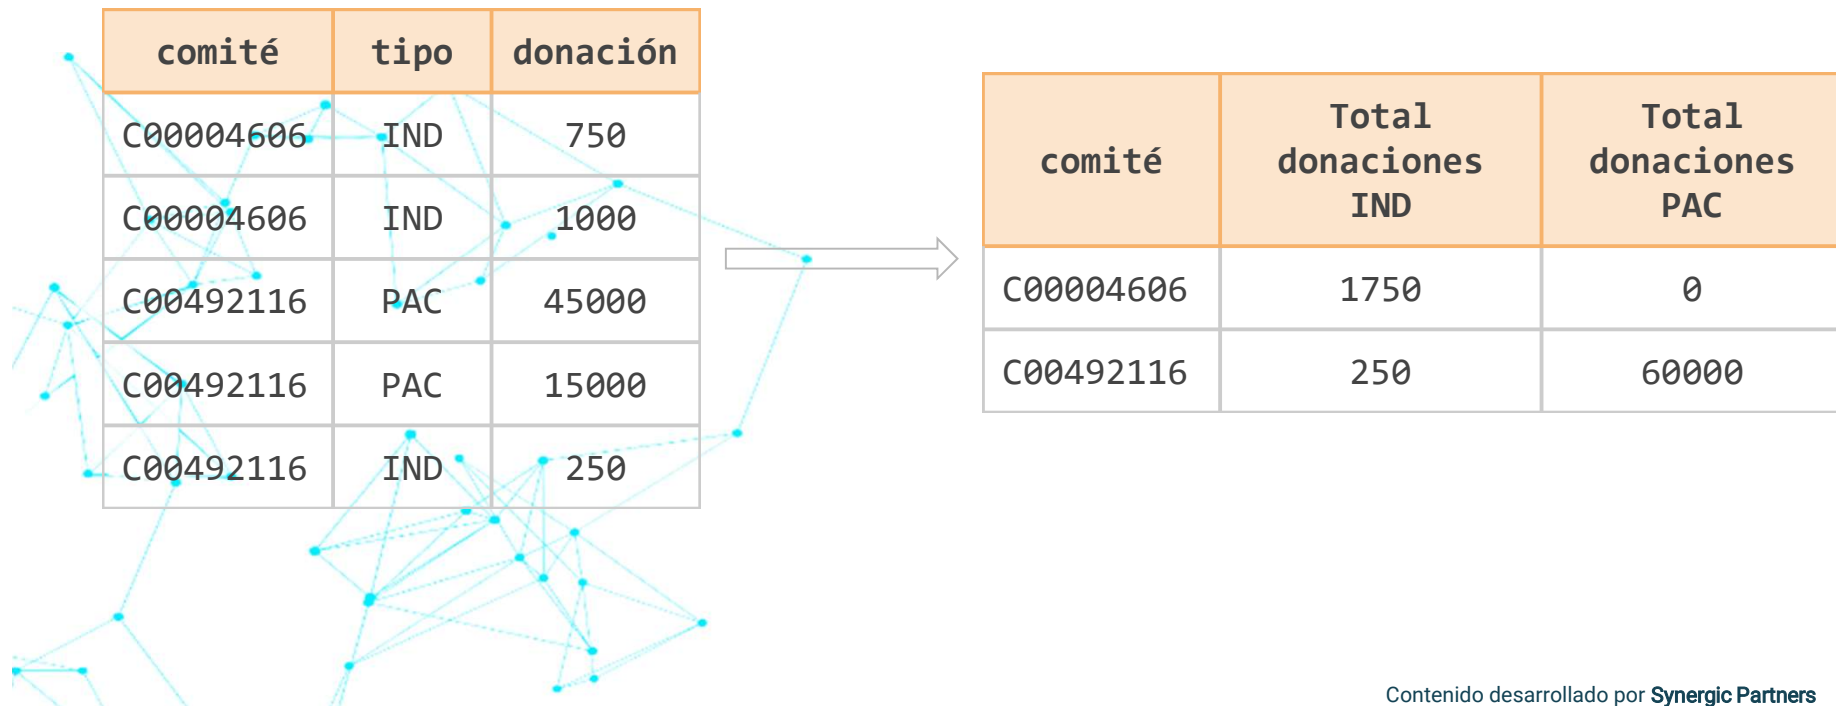 comité tipo donación
C00004606 IND 750
C00004606 IND 1000
C00492116 PAC 45000
C00492116 PAC 15000
C00492116 IND 250
comité Total donaciones IND Total donaciones PAC
C00004606 1750 0
C00492116 250 60000
Contenido desarrollado por Synergic Partners